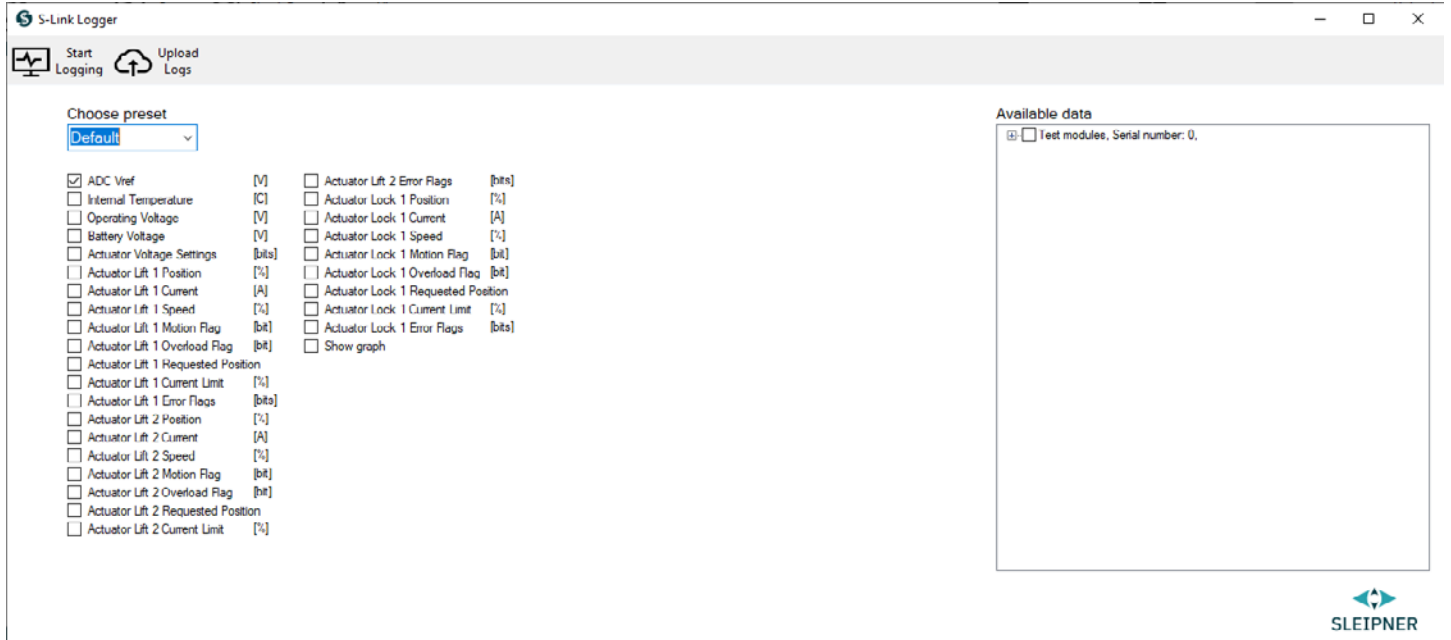 S-Link Logger
Start Logging
Upload Logs
Choose preset
Default
ADC Vref [V]
Internal Temperature [C]
Operating Voltage [V]
Battery Voltage [V]
Actuator Voltage Settings [bits]
Actuator Lift 1 Position [%]
Actuator Lift 1 Current [A]
Actuator Lift 1 Speed [%]
Actuator Lift 1 Motion Flag [bit]
Actuator Lift 1 Overload Flag [bit]
Actuator Lift 1 Requested Position
Actuator Lift 1 Current Limit [%]
Actuator Lift 1 Error Flags [bits]
Actuator Lift 2 Position [%]
Actuator Lift 2 Current [A]
Actuator Lift 2 Speed [%]
Actuator Lift 2 Motion Flag [bit]
Actuator Lift 2 Overload Flag [bit]
Actuator Lift 2 Requested Position
Actuator Lift 2 Current Limit [%]
Actuator Lift 2 Error Flags [bits]
Actuator Lock 1 Position [%]
Actuator Lock 1 Current [A]
Actuator Lock 1 Speed [%]
Actuator Lock 1 Motion Flag [bit]
Actuator Lock 1 Overload Flag [bit]
Actuator Lock 1 Requested Position
Actuator Lock 1 Current Limit [%]
Actuator Lock 1 Error Flags [bits]
Show graph
Available data
Test modules, Serial number: 0,
SLEIPNER